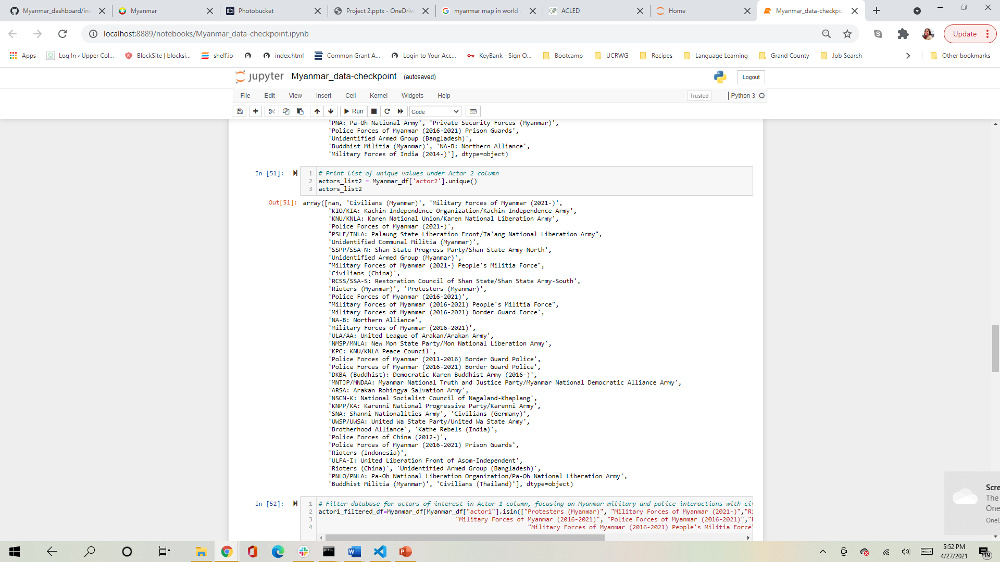 Myanmar_dashboard/in
Myanmar
Photobucket
Project 2.pptx - OneDriv
myanmar map in world -
ACLED
Home
Myanmar_data-checkpo
localhost:8889/notebooks/Myanmar_data-checkpoint.ipynb
Update
Apps
Log In ‹ Upper Col...
BlockSite | blocksi...
shelf.io
index.html
Common Grant A...
Login to Your Acc...
KeyBank - Sign O...
Bootcamp
UCRWG
Recipes
Language Learning
Grand County
Job Search
Other bookmarks
jupyter Myanmar_data-checkpoint (autosaved)
Logout
File Edit View Insert Cell Kernel Widgets Help
Trusted
Python 3
Run
Code
'PNA: Pa-Oh National Army', 'Private Security Forces (Myanmar)',
'Police Forces of Myanmar (2016-2021) Prison Guards',
'Unidentified Armed Group (Bangladesh)',
'Buddhist Militia (Myanmar)', 'NA-B: Northern Alliance',
'Military Forces of India (2014-)'], dtype=object)
In [51]:
1 # Print list of unique values under Actor 2 column
2 actors_list2 = Myanmar_df['actor2'].unique()
3 actors_list2
Out[51]: array([nan, 'Civilians (Myanmar)', 'Military Forces of Myanmar (2021-)',
'KIO/KIA: Kachin Independence Organization/Kachin Independence Army',
'KNU/KNLA: Karen National Union/Karen National Liberation Army',
'Police Forces of Myanmar (2021-)',
"PSLF/TNLA: Palaung State Liberation Front/Ta'ang National Liberation Army",
'Unidentified Communal Militia (Myanmar)',
'SSPP/SSA-N: Shan State Progress Party/Shan State Army-North',
'Unidentified Armed Group (Myanmar)',
"Military Forces of Myanmar (2021-) People's Militia Force",
'Civilians (China)',
'RCSS/SSA-S: Restoration Council of Shan State/Shan State Army-South',
'Rioters (Myanmar)', 'Protesters (Myanmar)',
'Police Forces of Myanmar (2016-2021)',
"Military Forces of Myanmar (2016-2021) People's Militia Force",
'Military Forces of Myanmar (2016-2021) Border Guard Force',
'NA-B: Northern Alliance',
'Military Forces of Myanmar (2016-2021)',
'ULA/AA: United League of Arakan/Arakan Army',
'NMSP/MNLA: New Mon State Party/Mon National Liberation Army',
'KPC: KNU/KNLA Peace Council',
'Police Forces of Myanmar (2011-2016) Border Guard Police',
'Police Forces of Myanmar (2016-2021) Border Guard Police',
'DKBA (Buddhist): Democratic Karen Buddhist Army (2016-)',
'MNTJP/MNDAA: Myanmar National Truth and Justice Party/Myanmar National Democratic Alliance Army',
'ARSA: Arakan Rohingya Salvation Army',
'NSCN-K: National Socialist Council of Nagaland-Khaplang',
'KNPP/KA: Karenni National Progressive Party/Karenni Army',
'SNA: Shanni Nationalities Army', 'Civilians (Germany)',
'UWSP/UWSA: United Wa State Party/United Wa State Army',
'Brotherhood Alliance', 'Kathe Rebels (India)',
'Police Forces of China (2012-)',
'Police Forces of Myanmar (2016-2021) Prison Guards',
'Rioters (Indonesia)',
'ULFA-I: United Liberation Front of Asom-Independent',
'Rioters (China)', 'Unidentified Armed Group (Bangladesh)',
'PNLO/PNLA: Pa-Oh National Liberation Organization/Pa-Oh National Liberation Army',
'Buddhist Militia (Myanmar)', 'Civilians (Thailand)'], dtype=object)
In [52]:
1 # Filter database for actors of interest in Actor 1 column, focusing on Myanmar military and police interactions with ci
2 actor1_filtered_df=Myanmar_df[Myanmar_df["actor1"].isin(["Protesters (Myanmar)", "Military Forces of Myanmar (2021-)","Ri
3 "Military Forces of Myanmar (2016-2021)", "Police Forces of Myanmar (2016-2021)","
4 "Military Forces of Myanmar (2016-2021) People's Militia Force"
Scre
The
One
OneD
5:52 PM
4/27/2021
19